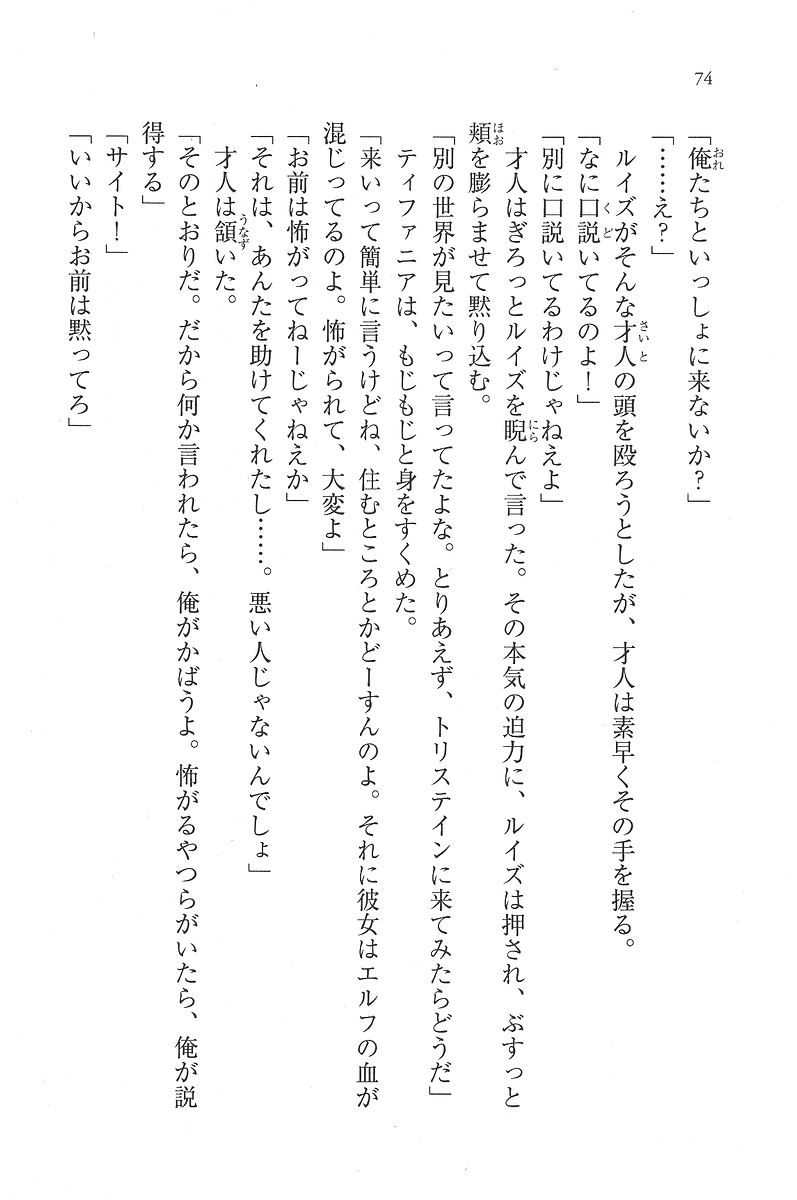 74
「俺たちといっしょに来ないか？」
「……え？」
　ルイズがそんな才人の頭を殴ろうとしたが、才人は素早くその手を握る。
「なに口説いてるのよ！」
「別に口説いてるわけじゃねえよ」
　才人はぎろっとルイズを睨んで言った。その本気の迫力に、ルイズは押され、ぶすっと
頬を膨らませて黙り込む。
「別の世界が見たいって言ってたよな。とりあえず、トリステインに来てみたらどうだ」
　ティファニアは、もじもじと身をすくめた。
「来いって簡単に言うけどね、住むところとかどーすんのよ。それに彼女はエルフの血が
混じってるのよ。怖がられて、大変よ」
「お前は怖がってねーじゃねえか」
「それは、あんたを助けてくれたし……。悪い人じゃないんでしょ」
　才人は頷いた。
「そのとおりだ。だから何か言われたら、俺がかばうよ。怖がるやつらがいたら、俺が説
得する」
「サイト！」
「いいからお前は黙ってろ」